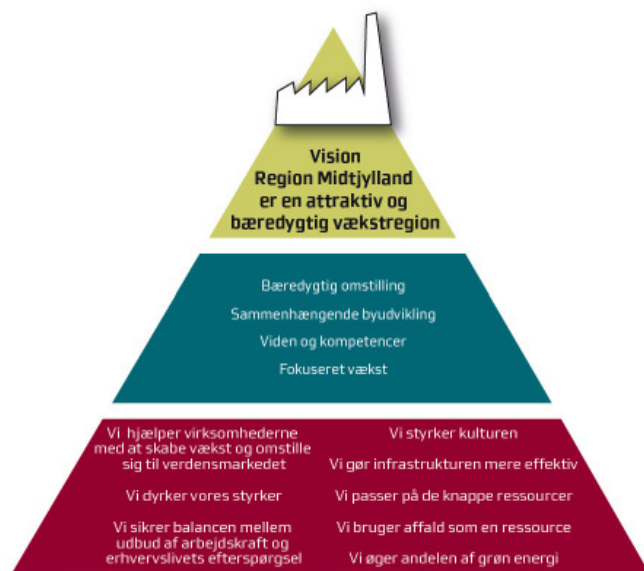 Vision
Region Midtjylland
er en attraktiv og
bæredygtig vækstregion
Bæredygtig omstilling
Sammenhængende byudvikling
Viden og kompetencer
Fokuseret vækst
Vi hjælper virksomhederne
med at skabe vækst og omstille
sig til verdensmarkedet
Vi dyrker vores styrker
Vi sikrer balancen mellem
udbud af arbejdskraft og
erhvervslivets efterspørgsel
Vi styrker kulturen
Vi gør infrastrukturen mere effektiv
Vi passer på de knappe ressourcer
Vi bruger affald som en ressource
Vi øger andelen af grøn energi